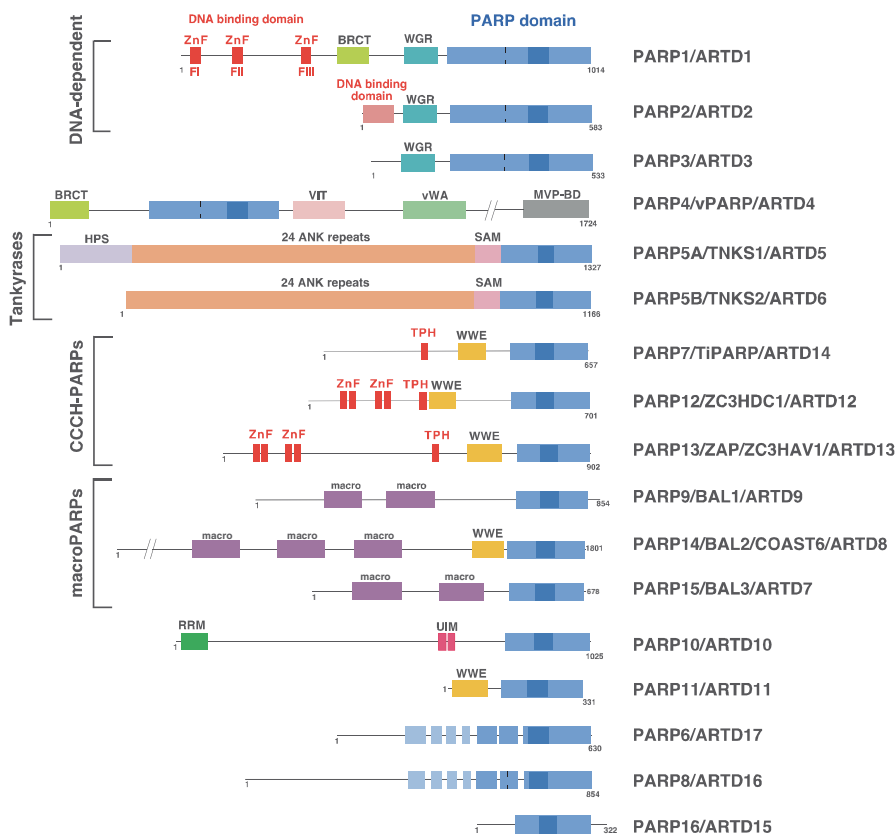 DNA binding domain
PARP domain
ZnF ZnF ZnF BRCT WGR
DNA-dependent
FI FII FIII
1 1014
PARP1/ARTD1
DNA binding
domain
WGR
1 583
PARP2/ARTD2
WGR
1 533
PARP3/ARTD3
BRCT VIT vWA MVP-BD
1 1724
PARP4/vPARP/ARTD4
Tankyrases
HPS 24 ANK repeats SAM
1 1327
PARP5A/TNKS1/ARTD5
24 ANK repeats SAM
1 1166
PARP5B/TNKS2/ARTD6
CCCH-PARPs
TPH WWE
1 657
PARP7/TiPARP/ARTD14
ZnF ZnF TPH WWE
1 701
PARP12/ZC3HDC1/ARTD12
ZnF ZnF TPH WWE
1 902
PARP13/ZAP/ZC3HAV1/ARTD13
macroPARPs
macro macro
1 854
PARP9/BAL1/ARTD9
macro macro macro WWE
1 1801
PARP14/BAL2/COAST6/ARTD8
macro macro
1 678
PARP15/BAL3/ARTD7
RRM UIM
1 1025
PARP10/ARTD10
WWE
1 331
PARP11/ARTD11
1 630
PARP6/ARTD17
1 854
PARP8/ARTD16
1 322
PARP16/ARTD15